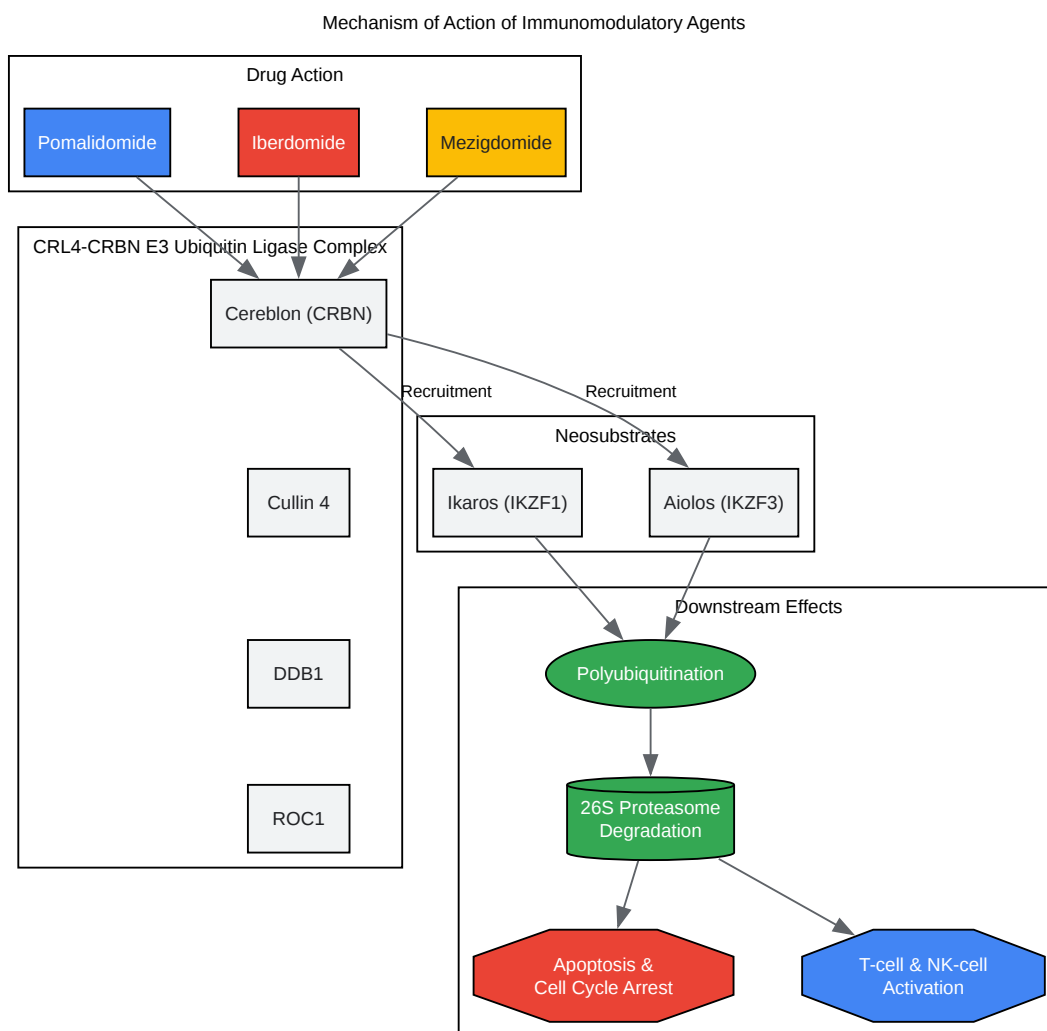 Mechanism of Action of Immunomodulatory Agents
Drug Action
Pomalidomide
Iberdomide
Mezigdomide
CRL4-CRBN E3 Ubiquitin Ligase Complex
Cereblon (CRBN)
Recruitment
Recruitment
Neosubstrates
Cullin 4
Ikaros (IKZF1)
Aiolos (IKZF3)
Downstream Effects
DDB1
Polyubiquitination
ROC1
26S Proteasome
Degradation
Apoptosis &
Cell Cycle Arrest
T-cell & NK-cell
Activation